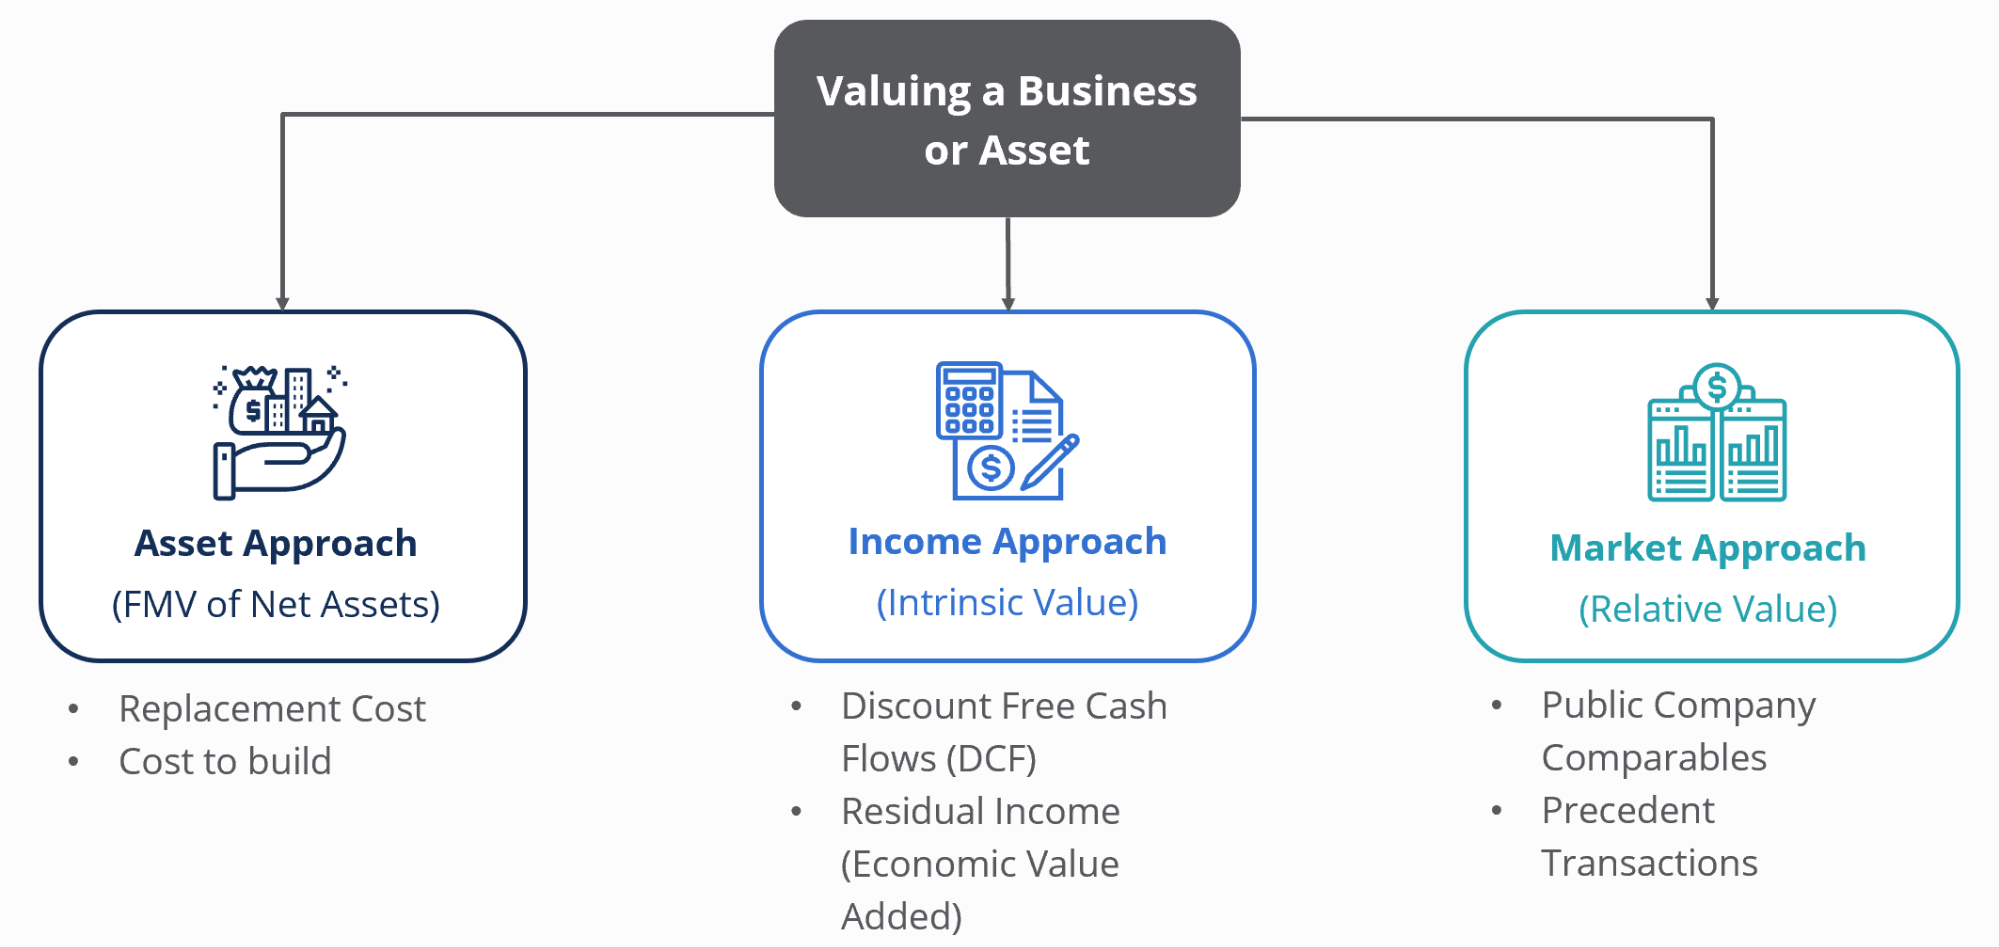 Valuing a Business
or Asset
Asset Approach
(FMV of Net Assets)
• Replacement Cost
• Cost to build
Income Approach
(Intrinsic Value)
• Discount Free Cash
Flows (DCF)
• Residual Income
(Economic Value
Added)
Market Approach
(Relative Value)
• Public Company
Comparables
• Precedent
Transactions